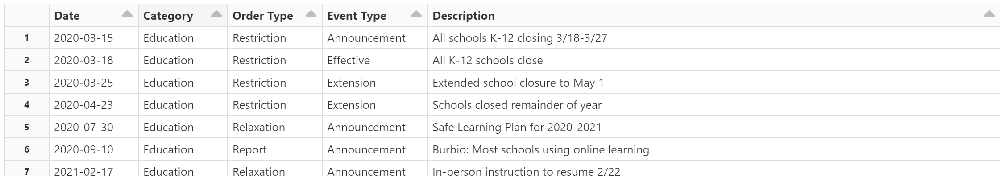 Date Category Order Type Event Type Description
1 2020-03-15 Education Restriction Announcement All schools K-12 closing 3/18-3/27
2 2020-03-18 Education Restriction Effective All K-12 schools close
3 2020-03-25 Education Restriction Extension Extended school closure to May 1
4 2020-04-23 Education Restriction Extension Schools closed remainder of year
5 2020-07-30 Education Relaxation Announcement Safe Learning Plan for 2020-2021
6 2020-09-10 Education Report Announcement Burbio: Most schools using online learning
7 2021-02-17 Education Relaxation Announcement In-person instruction to resume 2/22